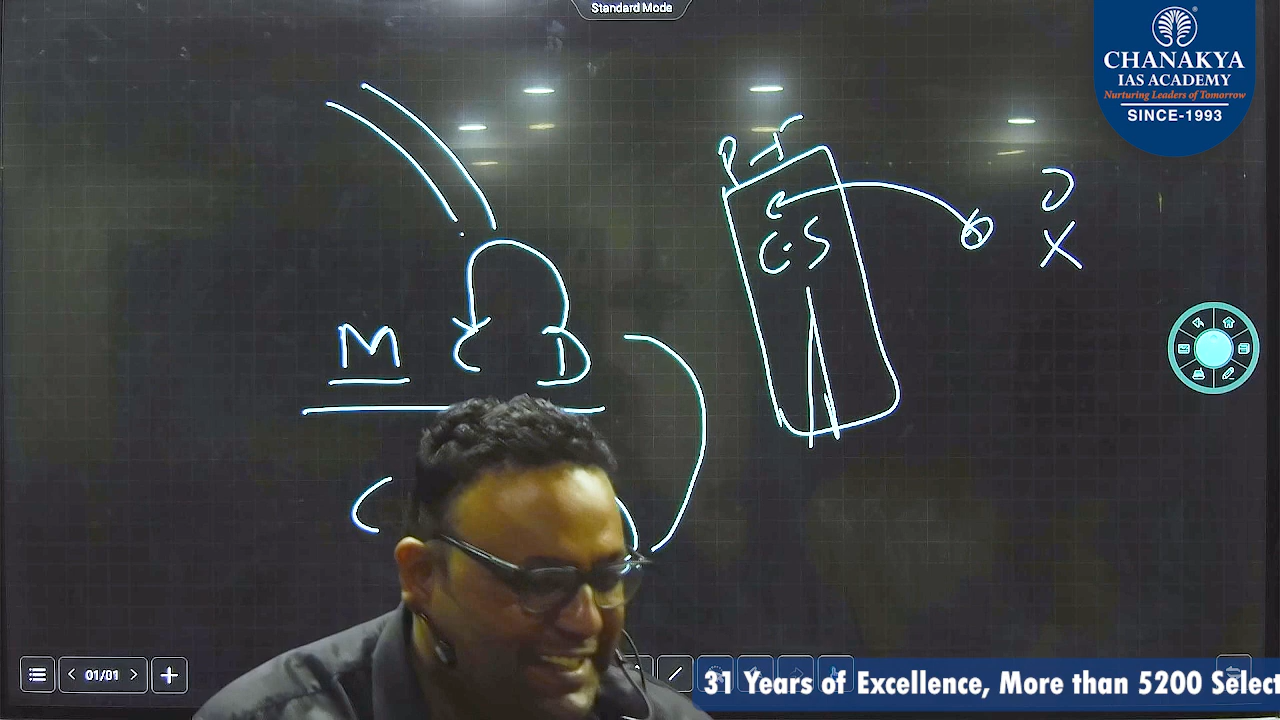 Standard Mode
CHANAKYA
IAS ACADEMY
Nurturing Leaders of Tomorrow
SINCE-1993
P
C.S
X
M C D
C
01/01
31 Years of Excellence, More than 5200 Select